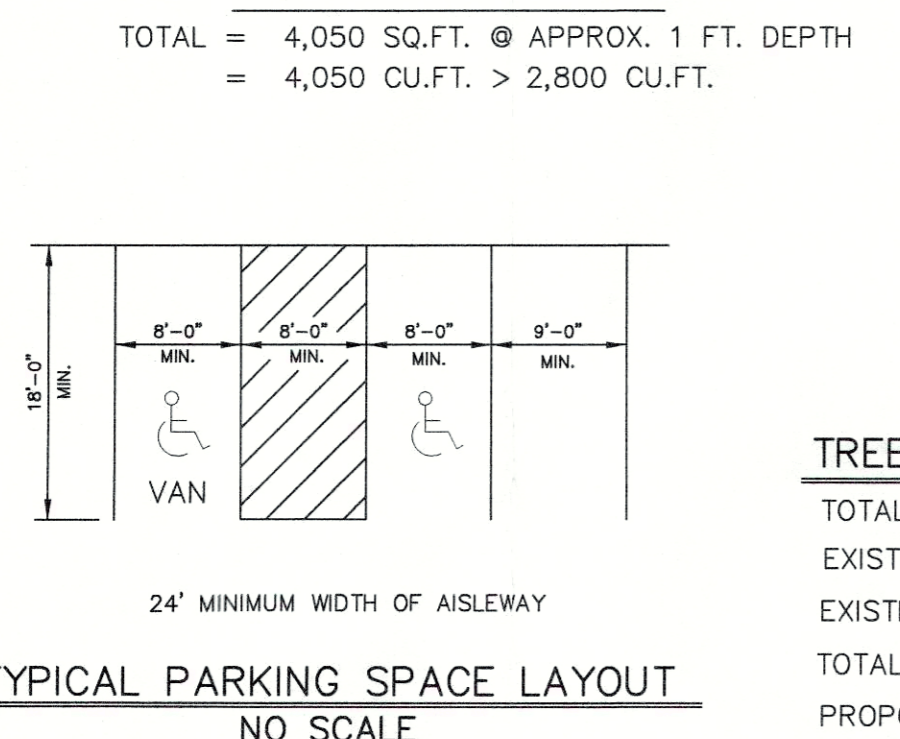 TOTAL = 4,050 SQ.FT. @ APPROX. 1 FT. DEPTH
= 4,050 CU.FT. > 2,800 CU.FT.
8'-0" 8'-0" 8'-0" 9'-0"
MIN. MIN. MIN. MIN.
18'-0"
MIN.
VAN
24' MINIMUM WIDTH OF AISLEWAY
TYPICAL PARKING SPACE LAYOUT
NO SCALE
TREE
TOTAL
EXIST
EXIST
TOTAL
PROPO